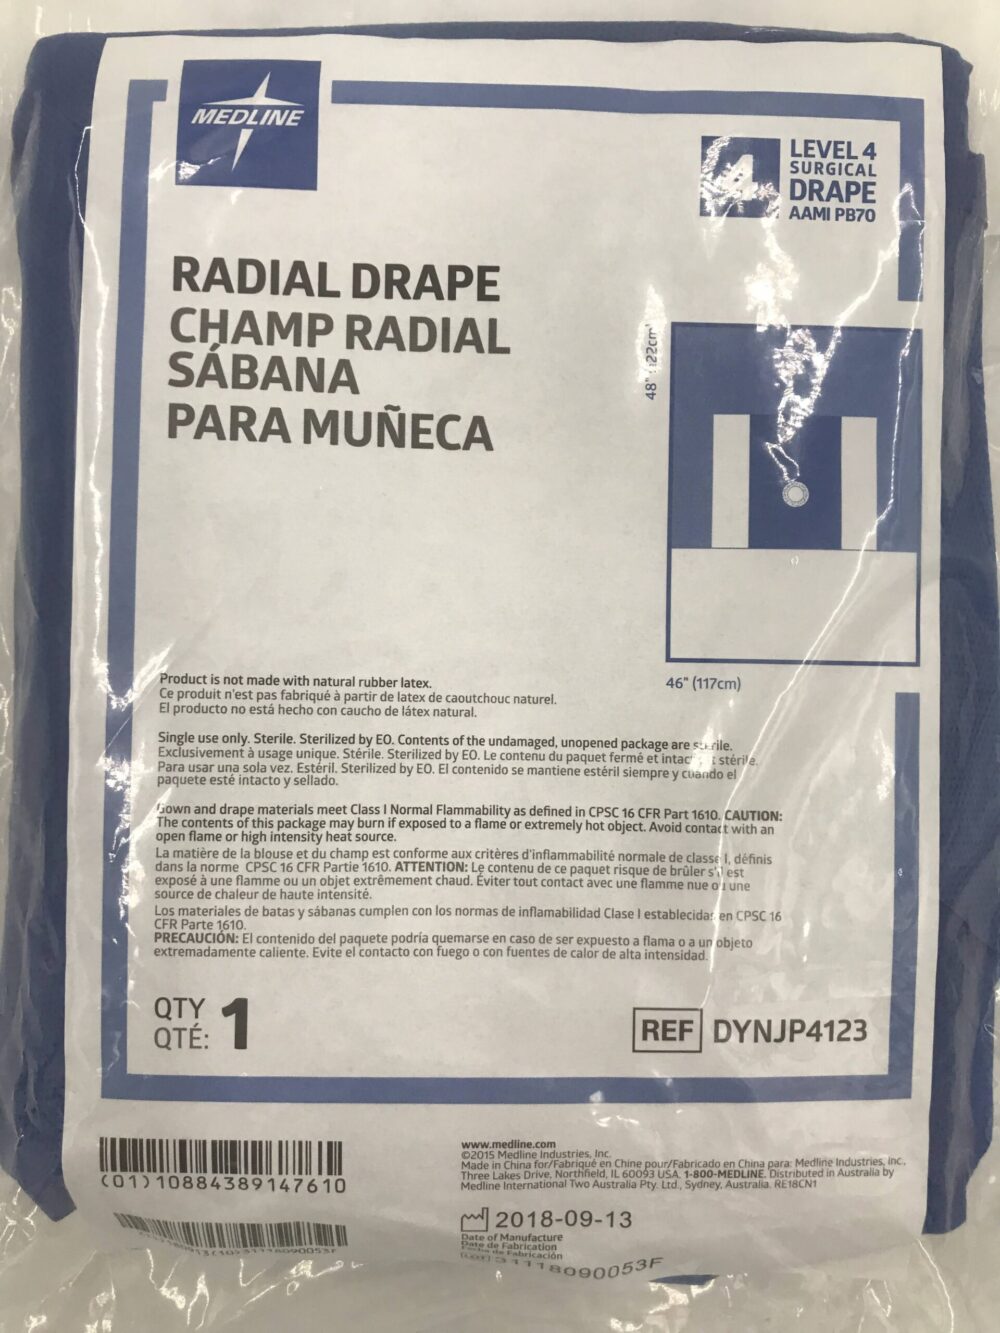 MEDLINE
4
LEVEL 4
SURGICAL
DRAPE
AAMI PB70
RADIAL DRAPE
CHAMP RADIAL
SÁBANA
PARA MUÑECA
48" 122cm
46" (117cm)
Product is not made with natural rubber latex.
Ce produit n'est pas fabriqué à partir de latex de caoutchouc naturel.
El producto no está hecho con caucho de látex natural.
Single use only. Sterile. Sterilized by EO. Contents of the undamaged, unopened package are sterile.
Exclusivement à usage unique. Stérile. Sterilized by EO. Le contenu du paquet fermé et intact est stérile.
Para usar una sola vez. Estéril. Sterilized by EO. El contenido se mantiene estéril siempre y cuando el
paquete esté intacto y sellado.
Gown and drape materials meet Class I Normal Flammability as defined in CPSC 16 CFR Part 1610. CAUTION:
The contents of this package may burn if exposed to a flame or extremely hot object. Avoid contact with an
open flame or high intensity heat source.
La matière de la blouse et du champ est conforme aux critères d'inflammabilité normale de classe I, définis
dans la norme CPSC 16 CFR Partie 1610. ATTENTION: Le contenu de ce paquet risque de brûler s'il est
exposé à une flamme ou un objet extrêmement chaud. Éviter tout contact avec une flamme nue ou une
source de chaleur de haute intensité.
Los materiales de batas y sábanas cumplen con los normas de inflamabilidad Clase I establecidas en CPSC 16
CFR Parte 1610.
PRECAUCIÓN: El contenido del paquete podría quemarse en caso de ser expuesto a flama o a un objeto
extremadamente caliente. Evite el contacto con fuego o con fuentes de calor de alta intensidad.
QTY
QTÉ: 1
REF DYNJP4123
(01)10884389147610
www.medline.com
©2015 Medline Industries, Inc.
Made in China for/Fabriqué en Chine pour/Fabricado en China para: Medline Industries, Inc.,
Three Lakes Drive, Northfield, IL 60093 USA. 1-800-MEDLINE. Distributed in Australia by
Medline International Two Australia Pty. Ltd., Sydney, Australia. RE18CN1
2018-09-13
Date of Manufacture
Date de Fabrication
Fecha de Fabricación
31118090053F